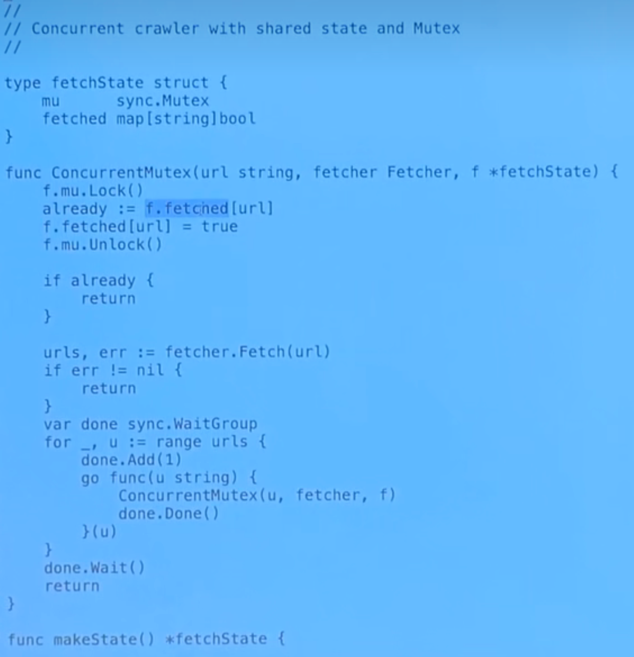 //
// Concurrent crawler with shared state and Mutex
//
type fetchState struct {
    mu      sync.Mutex
    fetched map[string]bool
}
func ConcurrentMutex(url string, fetcher Fetcher, f *fetchState) {
    f.mu.Lock()
    already := f.fetched[url]
    f.fetched[url] = true
    f.mu.Unlock()
    if already {
        return
    }
    urls, err := fetcher.Fetch(url)
    if err != nil {
        return
    }
    var done sync.WaitGroup
    for _, u := range urls {
        done.Add(1)
        go func(u string) {
            ConcurrentMutex(u, fetcher, f)
            done.Done()
        }(u)
    }
    done.Wait()
    return
}
func makeState() *fetchState {